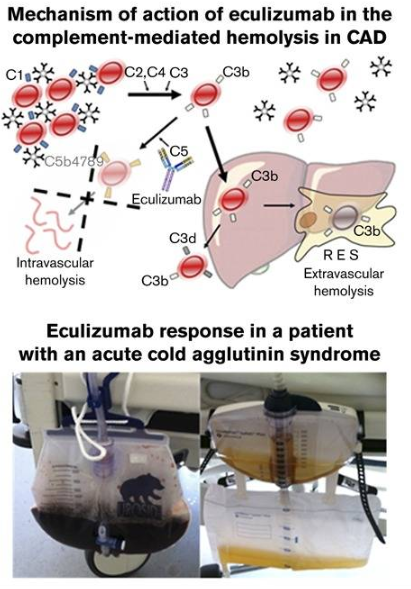 Mechanism of action of eculizumab in the
complement-mediated hemolysis in CAD
C1
C2,C4 C3
C3b
C5b4789
C5
Eculizumab
C3b
C3d
C3b
C3b
R E S
Intravascular
hemolysis
Extravascular
hemolysis
Eculizumab response in a patient
with an acute cold agglutinin syndrome